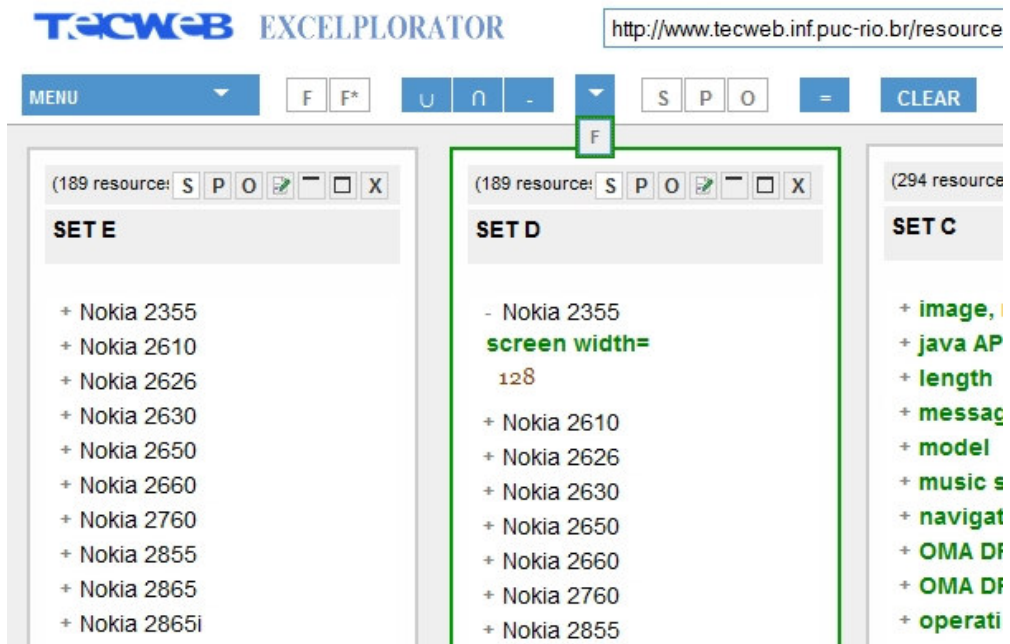 TECWEB EXCELPLORATOR http://www.tecweb.inf.puc-rio.br/resource
MENU F F* ∪ ∩ - S P O = CLEAR
F
(189 resource: S P O X
SET E
+ Nokia 2355
+ Nokia 2610
+ Nokia 2626
+ Nokia 2630
+ Nokia 2650
+ Nokia 2660
+ Nokia 2760
+ Nokia 2855
+ Nokia 2865
+ Nokia 2865i
(189 resource: S P O X
SET D
- Nokia 2355
screen width=
128
+ Nokia 2610
+ Nokia 2626
+ Nokia 2630
+ Nokia 2650
+ Nokia 2660
+ Nokia 2760
+ Nokia 2855
(294 resource
SET C
+ image,
+ java AP
+ length
+ messag
+ model
+ music s
+ navigat
+ OMA
+ OMA
+ operati